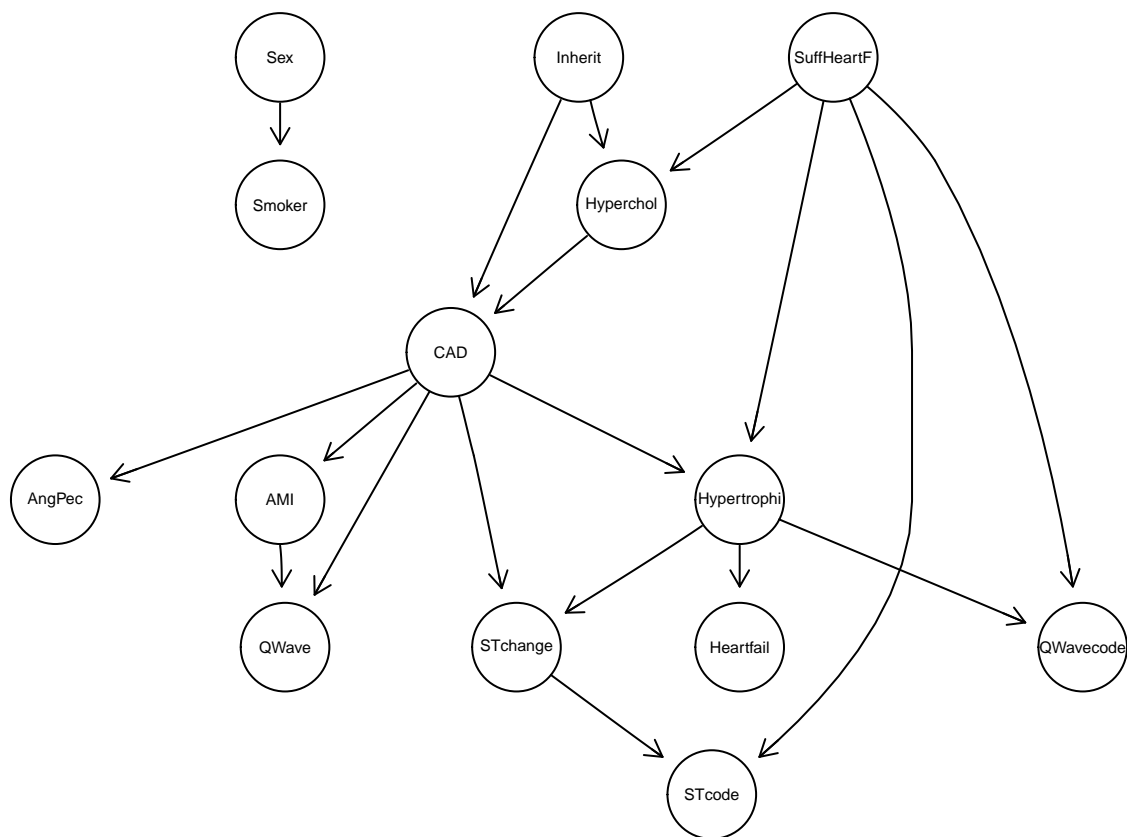 Sex
Inherit
SuffHeartF
Smoker
Hyperchol
CAD
AngPec
AMI
Hypertrophi
QWave
STchange
Heartfail
QWavecode
STcode